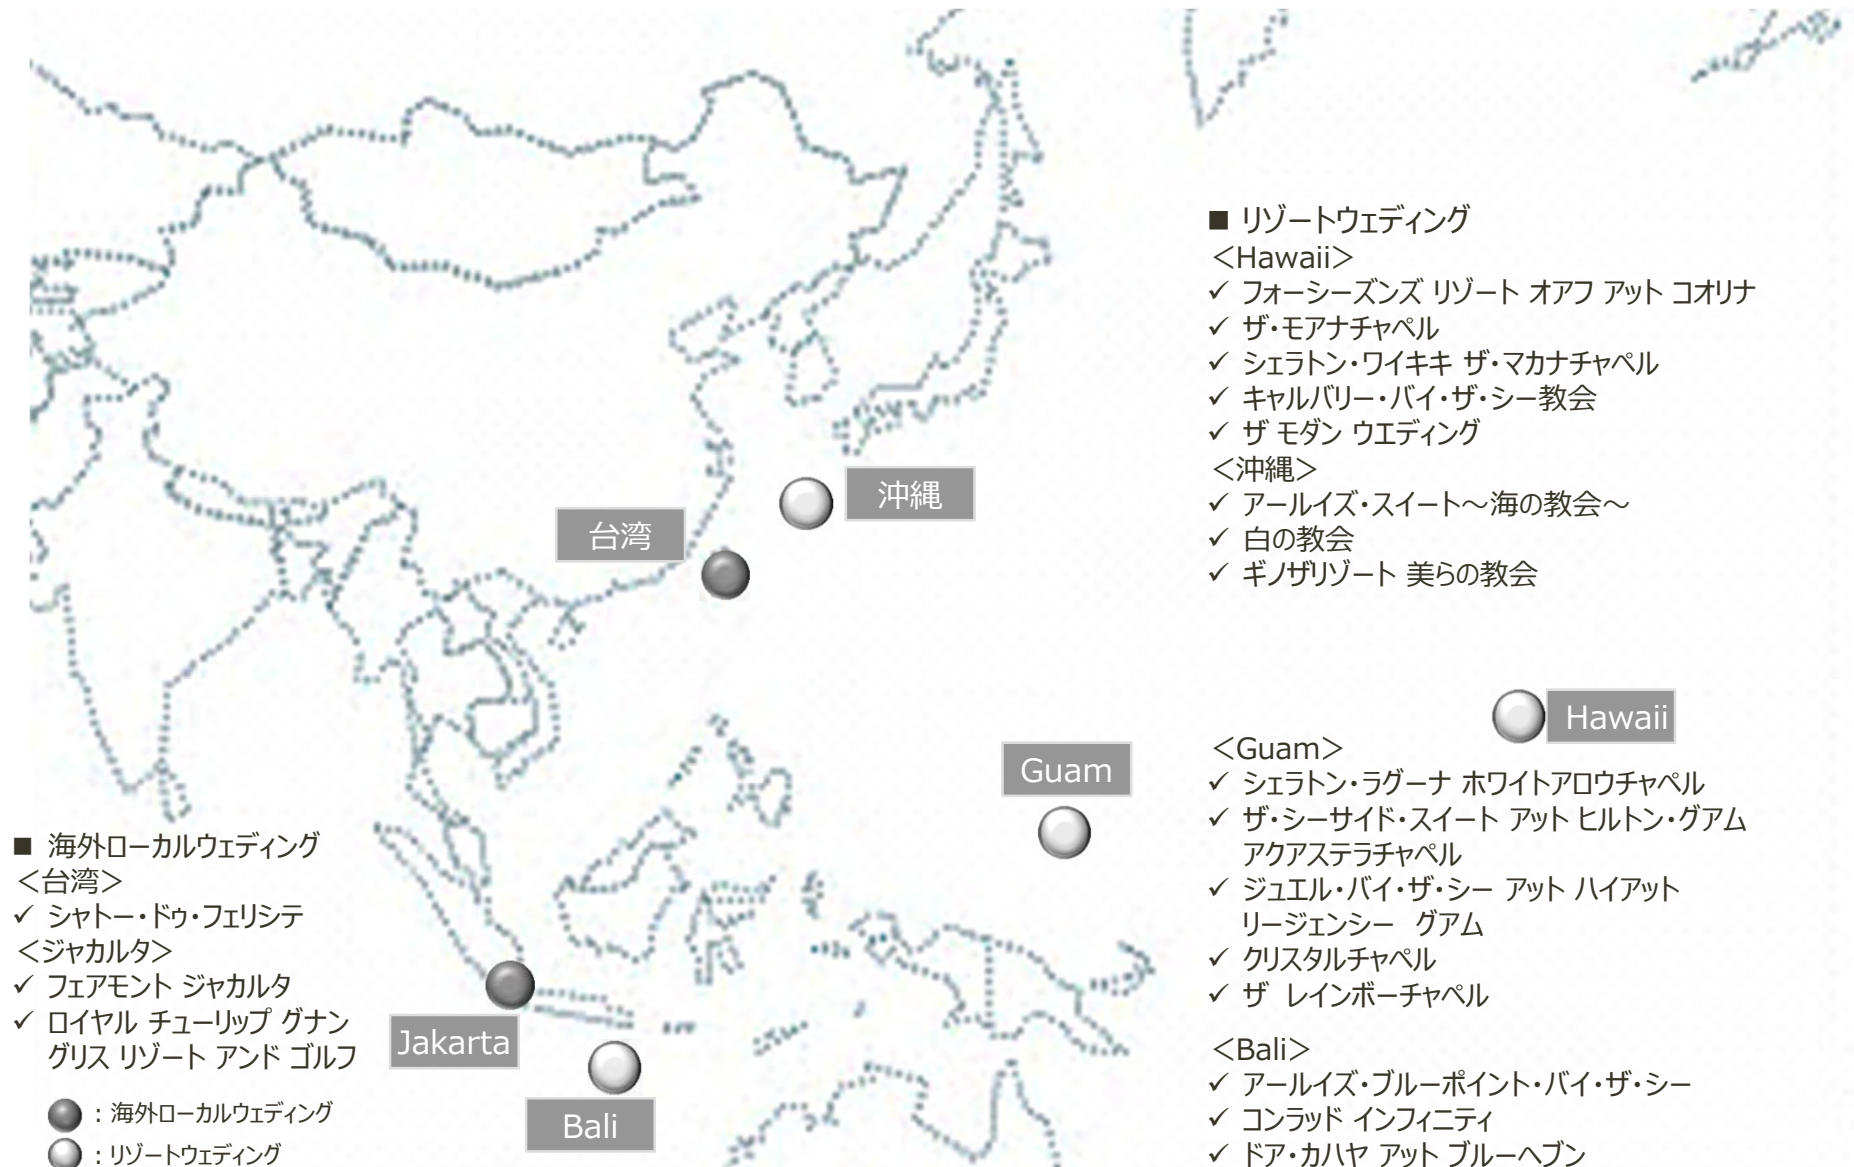 ■ リゾートウェディング
＜Hawaii＞
✓ フォーシーズンズ リゾート オアフ アット コオリナ
✓ ザ・モアナチャペル
✓ シェラトン・ワイキキ ザ・マカナチャペル
✓ キャルバリー・バイ・ザ・シー教会
✓ ザ モダン ウエディング
＜沖縄＞
✓ アールイズ・スイート～海の教会～
✓ 白の教会
✓ ギノザリゾート 美らの教会
沖縄
台湾
Hawaii
Guam
＜Guam＞
✓ シェラトン・ラグーナ ホワイトアロウチャペル
✓ ザ・シーサイド・スイート アット ヒルトン・グアム
アクアステラチャペル
✓ ジュエル・バイ・ザ・シー アット ハイアット
リージェンシー　グアム
✓ クリスタルチャペル
✓ ザ　レインボーチャペル
＜Bali＞
✓ アールイズ・ブルーポイント・バイ・ザ・シー
✓ コンラッド インフィニティ
✓ ドア・カハヤ アット ブルーヘブン
■ 海外ローカルウェディング
＜台湾＞
✓ シャトー・ドゥ・フェリシテ
＜ジャカルタ＞
✓ フェアモント ジャカルタ
✓ ロイヤル チューリップ グナン
グリス リゾート アンド ゴルフ
Jakarta
Bali
：海外ローカルウェディング
：リゾートウェディング